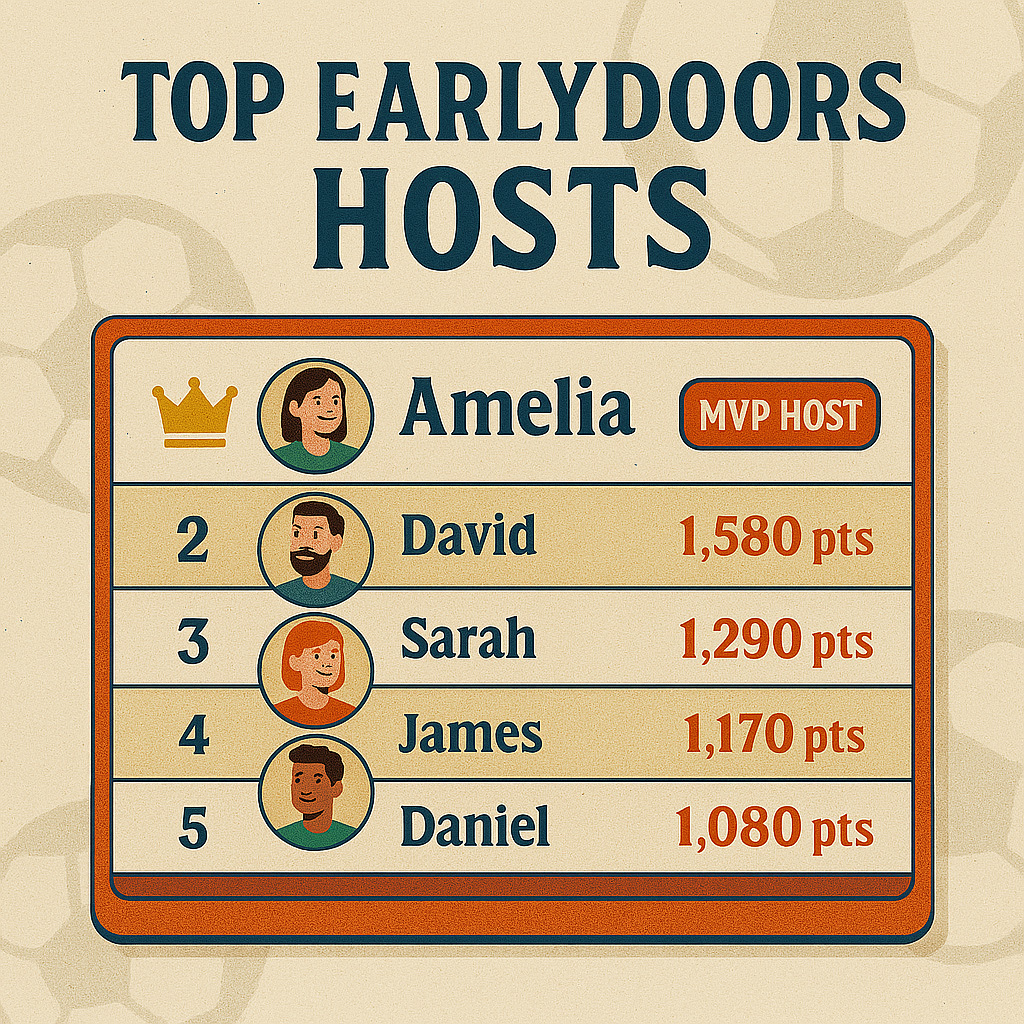 TOP EARLYDOORS
HOSTS
Amelia MVP HOST
2 David 1,580 pts
3 Sarah 1,290 pts
4 James 1,170 pts
5 Daniel 1,080 pts